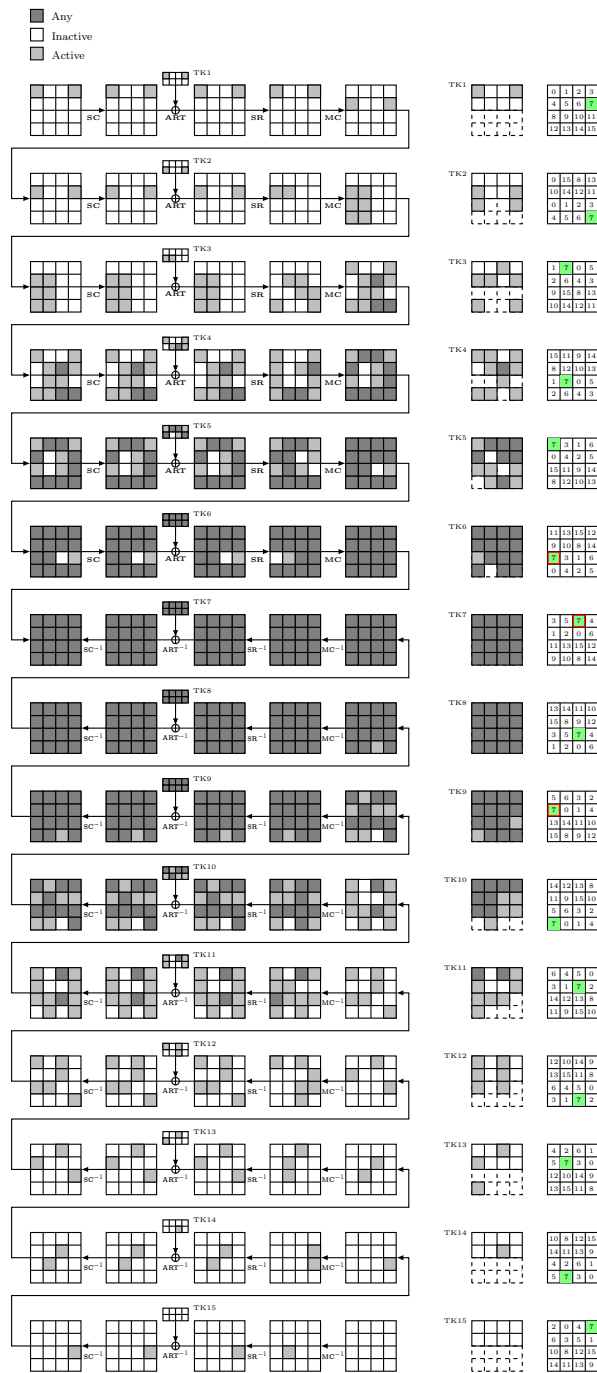 Any
Inactive
Active
TK1
SC ART SR MC
TK1
0 1 2 3
4 5 6 7
8 9 10 11
12 13 14 15
TK2
SC ART SR MC
TK2
9 15 8 13
10 14 12 11
0 1 2 3
4 5 6 7
TK3
SC ART SR MC
TK3
1 7 0 5
2 6 4 3
9 15 8 13
10 14 12 11
TK4
SC ART SR MC
TK4
15 11 9 14
8 12 10 13
1 7 0 5
2 6 4 3
TK5
SC ART SR MC
TK5
7 3 1 6
0 4 2 5
15 11 9 14
8 12 10 13
TK6
SC ART SR MC
TK6
11 13 15 12
9 10 8 14
7 3 1 6
0 4 2 5
TK7
SC⁻¹ ART⁻¹ SR⁻¹ MC⁻¹
TK7
3 5 7 4
1 2 0 6
11 13 15 12
9 10 8 14
TK8
SC⁻¹ ART⁻¹ SR⁻¹ MC⁻¹
TK8
13 14 11 10
15 8 9 12
3 5 7 4
1 2 0 6
TK9
SC⁻¹ ART⁻¹ SR⁻¹ MC⁻¹
TK9
5 6 3 2
7 0 1 4
13 14 11 10
15 8 9 12
TK10
SC⁻¹ ART⁻¹ SR⁻¹ MC⁻¹
TK10
14 12 13 8
11 9 15 10
5 6 3 2
7 0 1 4
TK11
SC⁻¹ ART⁻¹ SR⁻¹ MC⁻¹
TK11
6 4 5 0
3 1 7 2
14 12 13 8
11 9 15 10
TK12
SC⁻¹ ART⁻¹ SR⁻¹ MC⁻¹
TK12
12 10 14 9
13 15 11 8
6 4 5 0
3 1 7 2
TK13
SC⁻¹ ART⁻¹ SR⁻¹ MC⁻¹
TK13
4 2 6 1
5 7 3 0
12 10 14 9
13 15 11 8
TK14
SC⁻¹ ART⁻¹ SR⁻¹ MC⁻¹
TK14
10 8 12 15
14 11 13 9
4 2 6 1
5 7 3 0
TK15
SC⁻¹ ART⁻¹ SR⁻¹ MC⁻¹
TK15
2 0 4 7
6 3 5 1
10 8 12 15
14 11 13 9